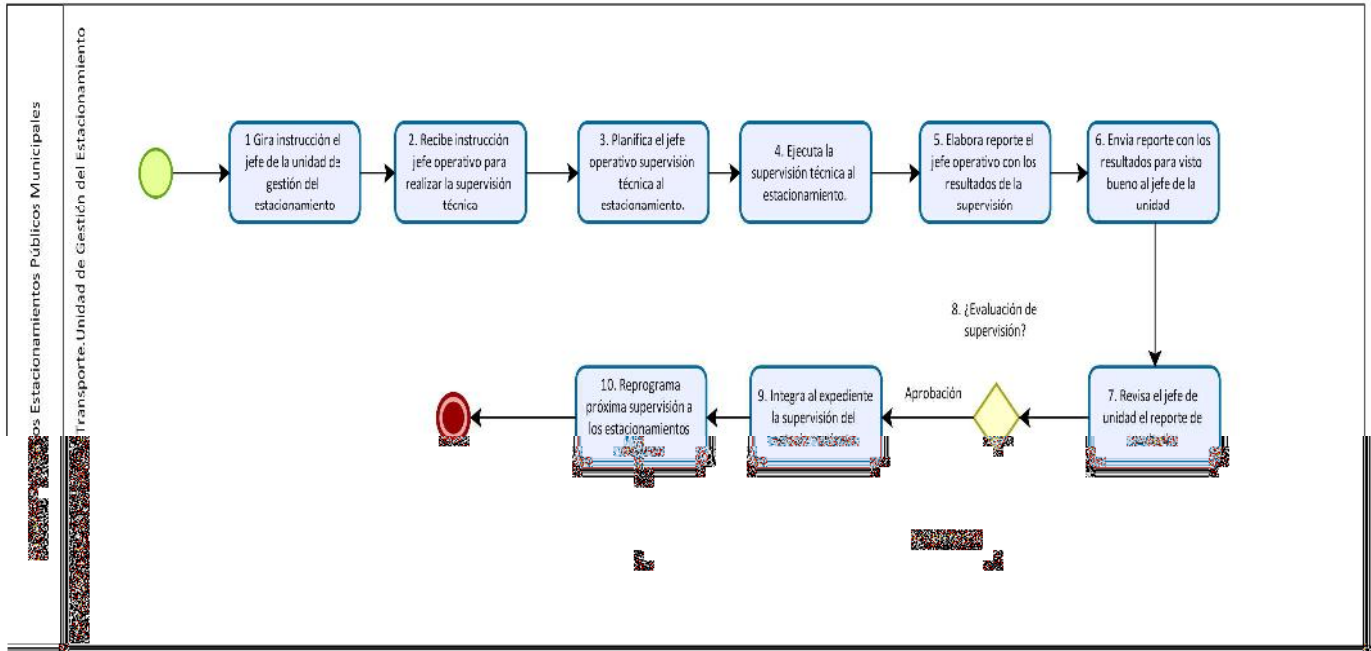 os Estacionamientos Públicos Municipales
Transporte.Unidad de Gestión del Estacionamiento
1 Gira instrucción el
jefe de la unidad de
gestión del
estacionamiento
2. Recibe instrucción
jefe operativo para
realizar la supervisión
técnica
3. Planifica el jefe
operativo supervisión
técnica al
estacionamiento.
4. Ejecuta la
supervisión técnica al
estacionamiento.
5. Elabora reporte el
jefe operativo con los
resultados de la
supervisión
6. Envia reporte con los
resultados para visto
bueno al jefe de la
unidad
8. ¿Evaluación de
supervisión?
10. Reprograma
próxima supervisión a
los estacionamientos
9. Integra al expediente
la supervisión del
Aprobación
7. Revisa el jefe de
unidad el reporte de